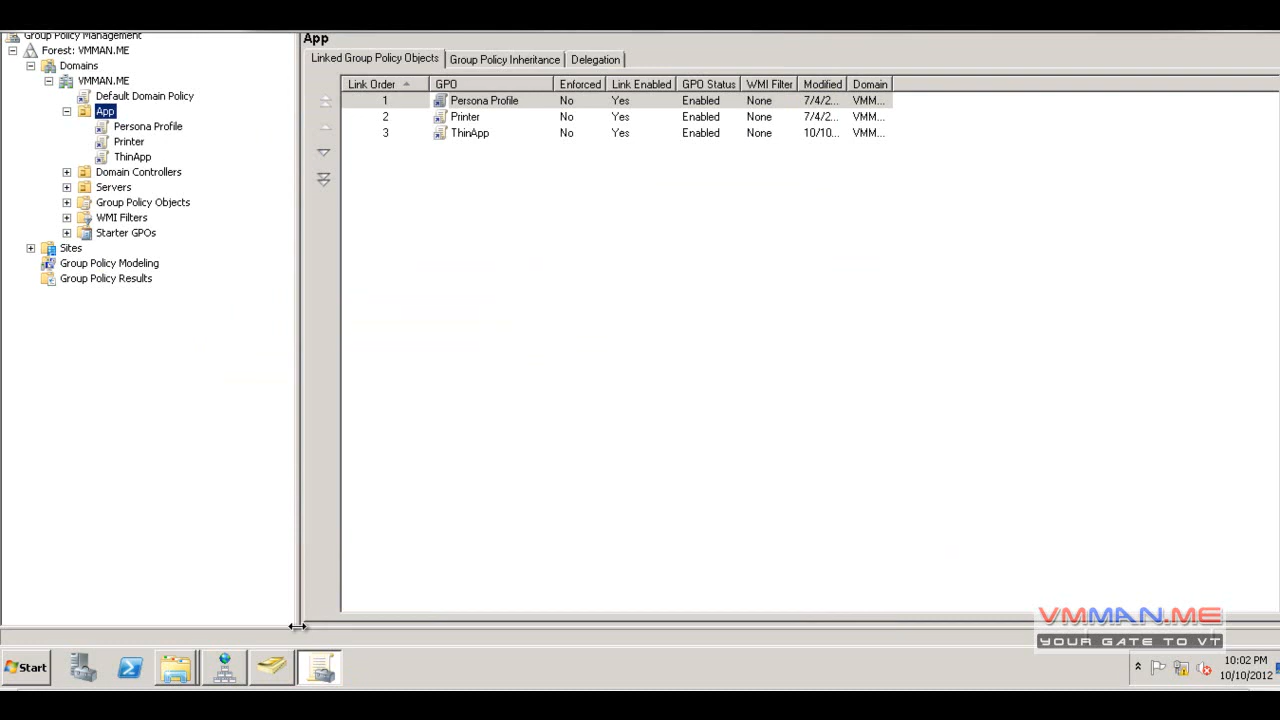 Group Policy Management
Forest: VMMAN.ME
Domains
VMMAN.ME
Default Domain Policy
App
Persona Profile
Printer
ThinApp
Domain Controllers
Servers
Group Policy Objects
WMI Filters
Starter GPOs
Sites
Group Policy Modeling
Group Policy Results
App
Linked Group Policy Objects Group Policy Inheritance Delegation
Link Order GPO Enforced Link Enabled GPO Status WMI Filter Modified Domain
1 Persona Profile No Yes Enabled None 7/4/2... VMM...
2 Printer No Yes Enabled None 7/4/2... VMM...
3 ThinApp No Yes Enabled None 10/10... VMM...
VMMAN.ME
YOUR GATE TO VT
Start
10:02 PM
10/10/2012